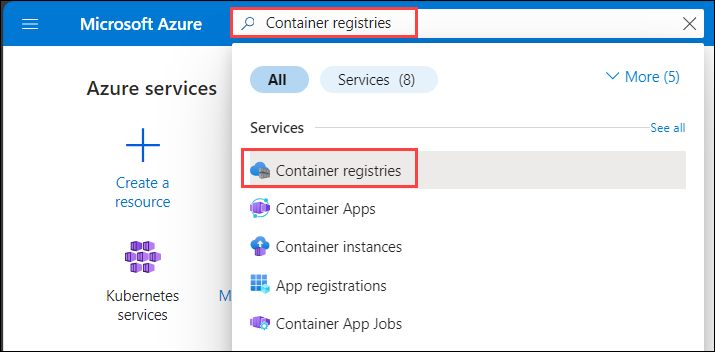 Microsoft Azure
Container registries
Azure services
Create a
resource
Kubernetes
services
M
All
Services (8)
More (5)
Services
See all
Container registries
Container Apps
Container instances
App registrations
Container App Jobs